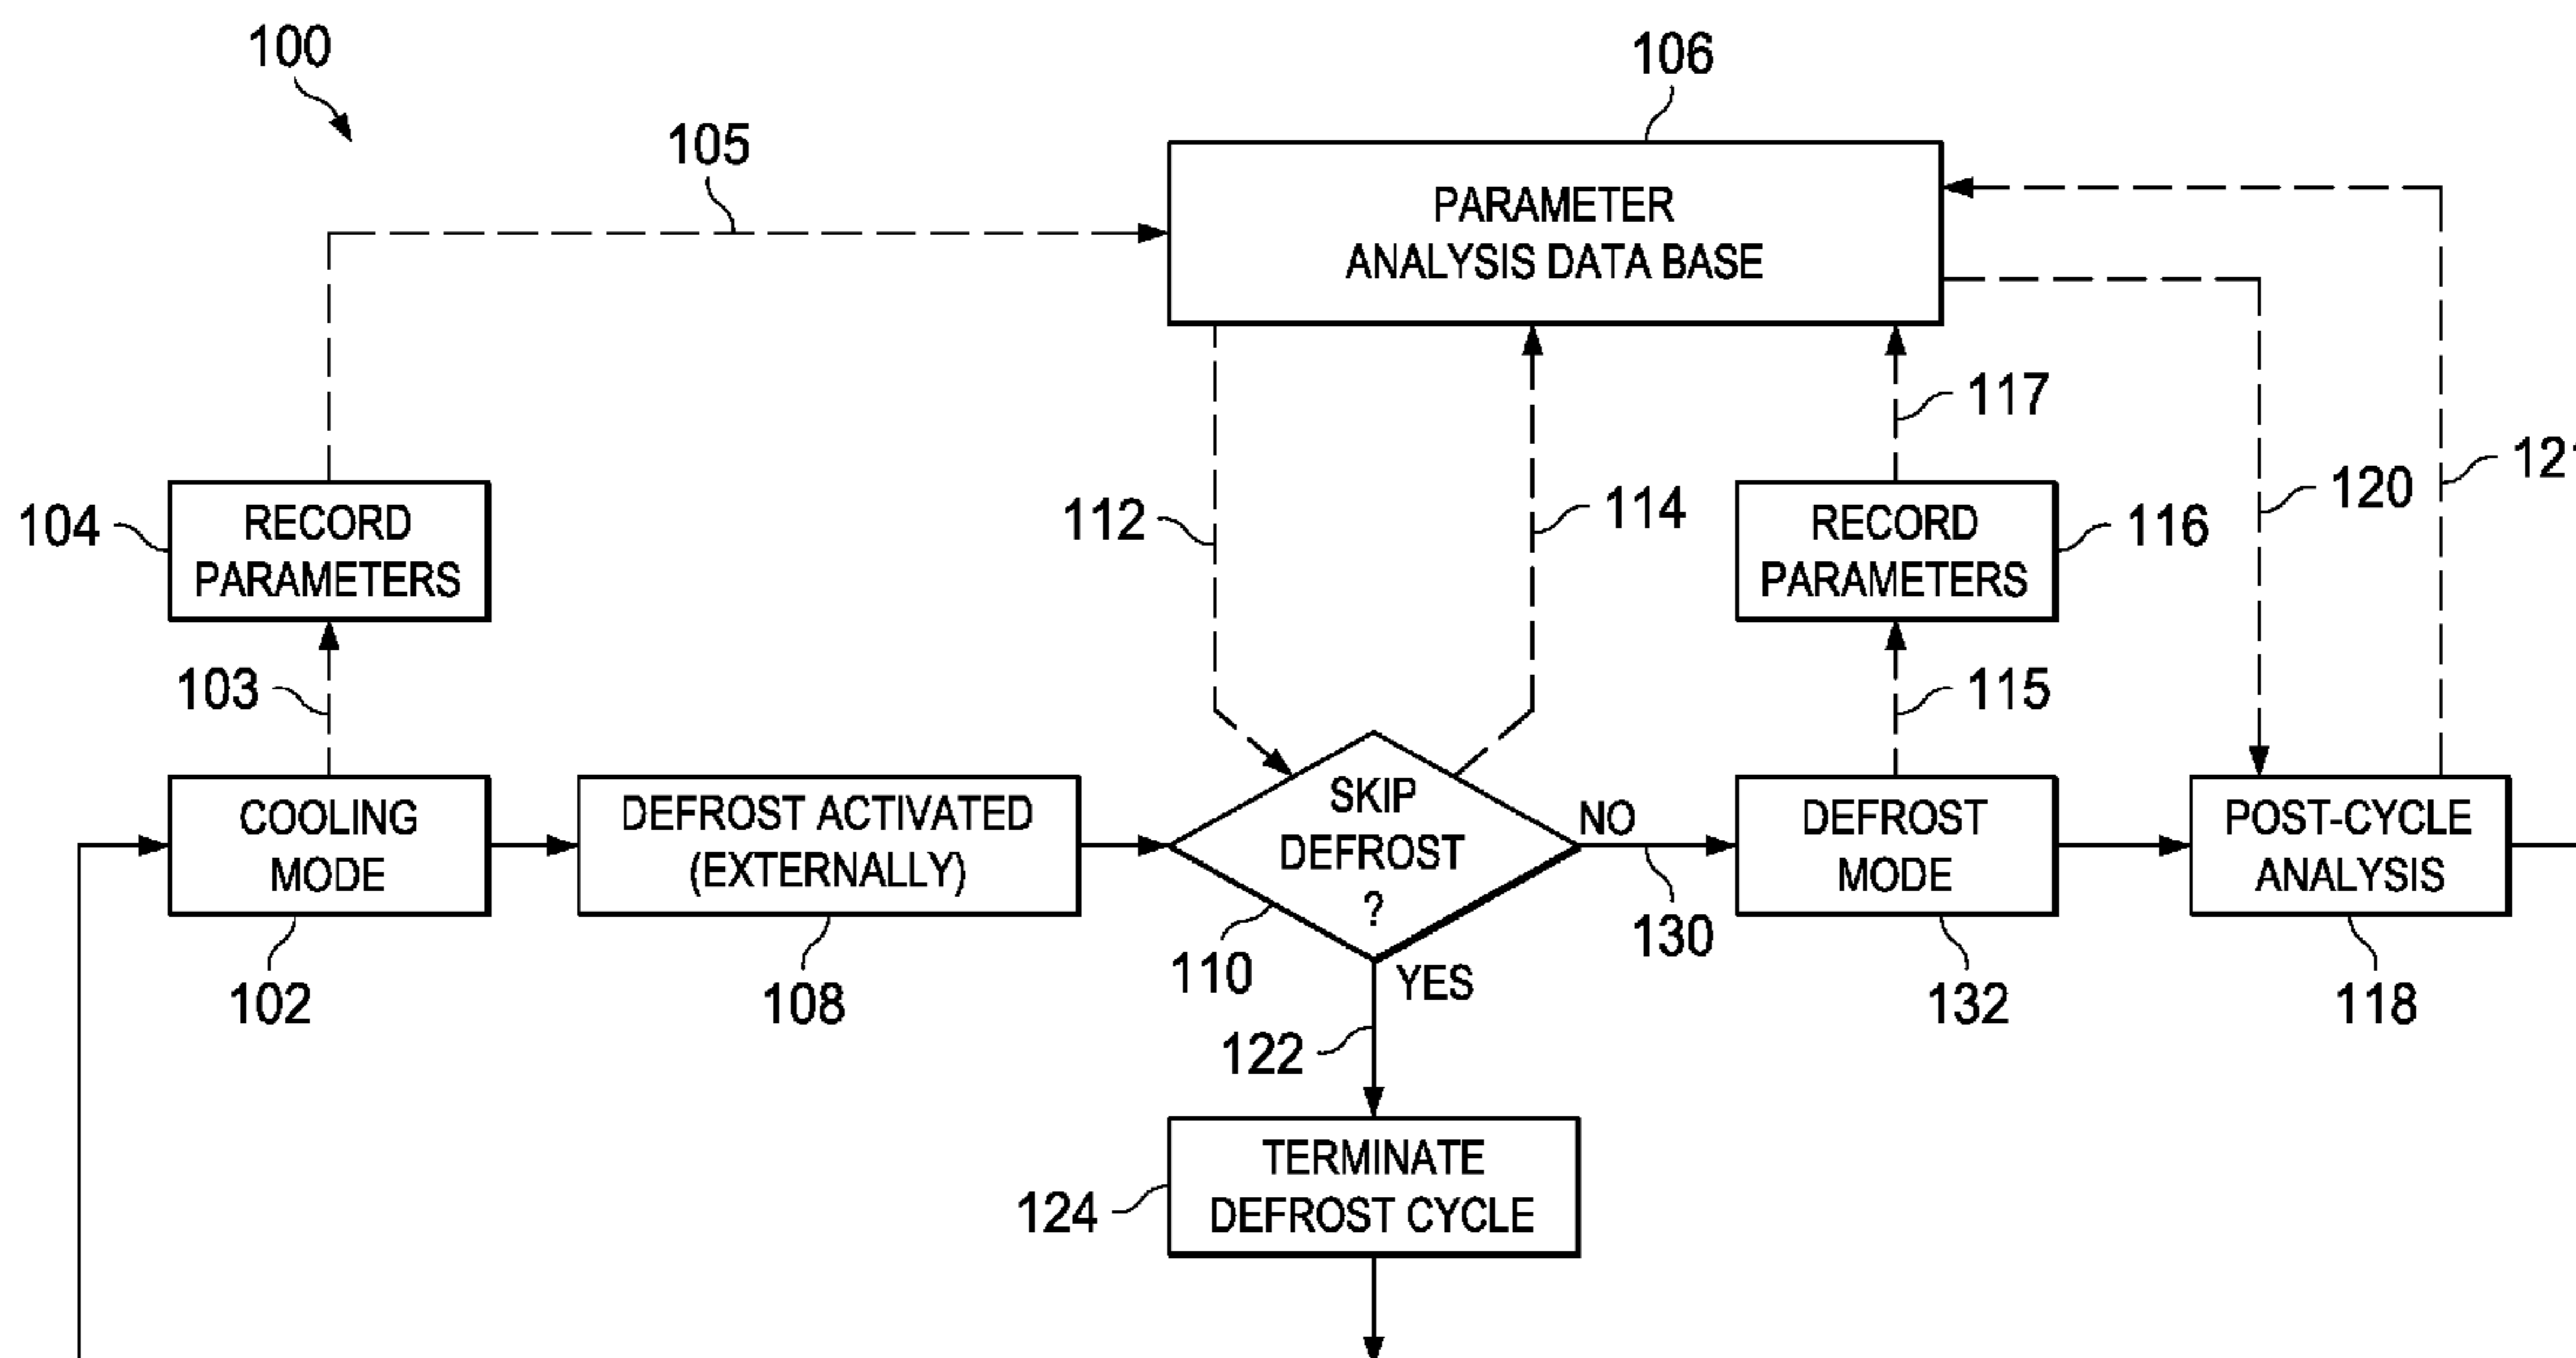 100
106
105
PARAMETER
ANALYSIS DATA BASE
117
112
114
120
121
104
RECORD
PARAMETERS
RECORD
PARAMETERS
116
103
115
COOLING
MODE
DEFROST ACTIVATED
(EXTERNALLY)
SKIP
DEFROST
?
NO
DEFROST
MODE
POST-CYCLE
ANALYSIS
102
108
110
YES
130
132
118
122
124
TERMINATE
DEFROST CYCLE